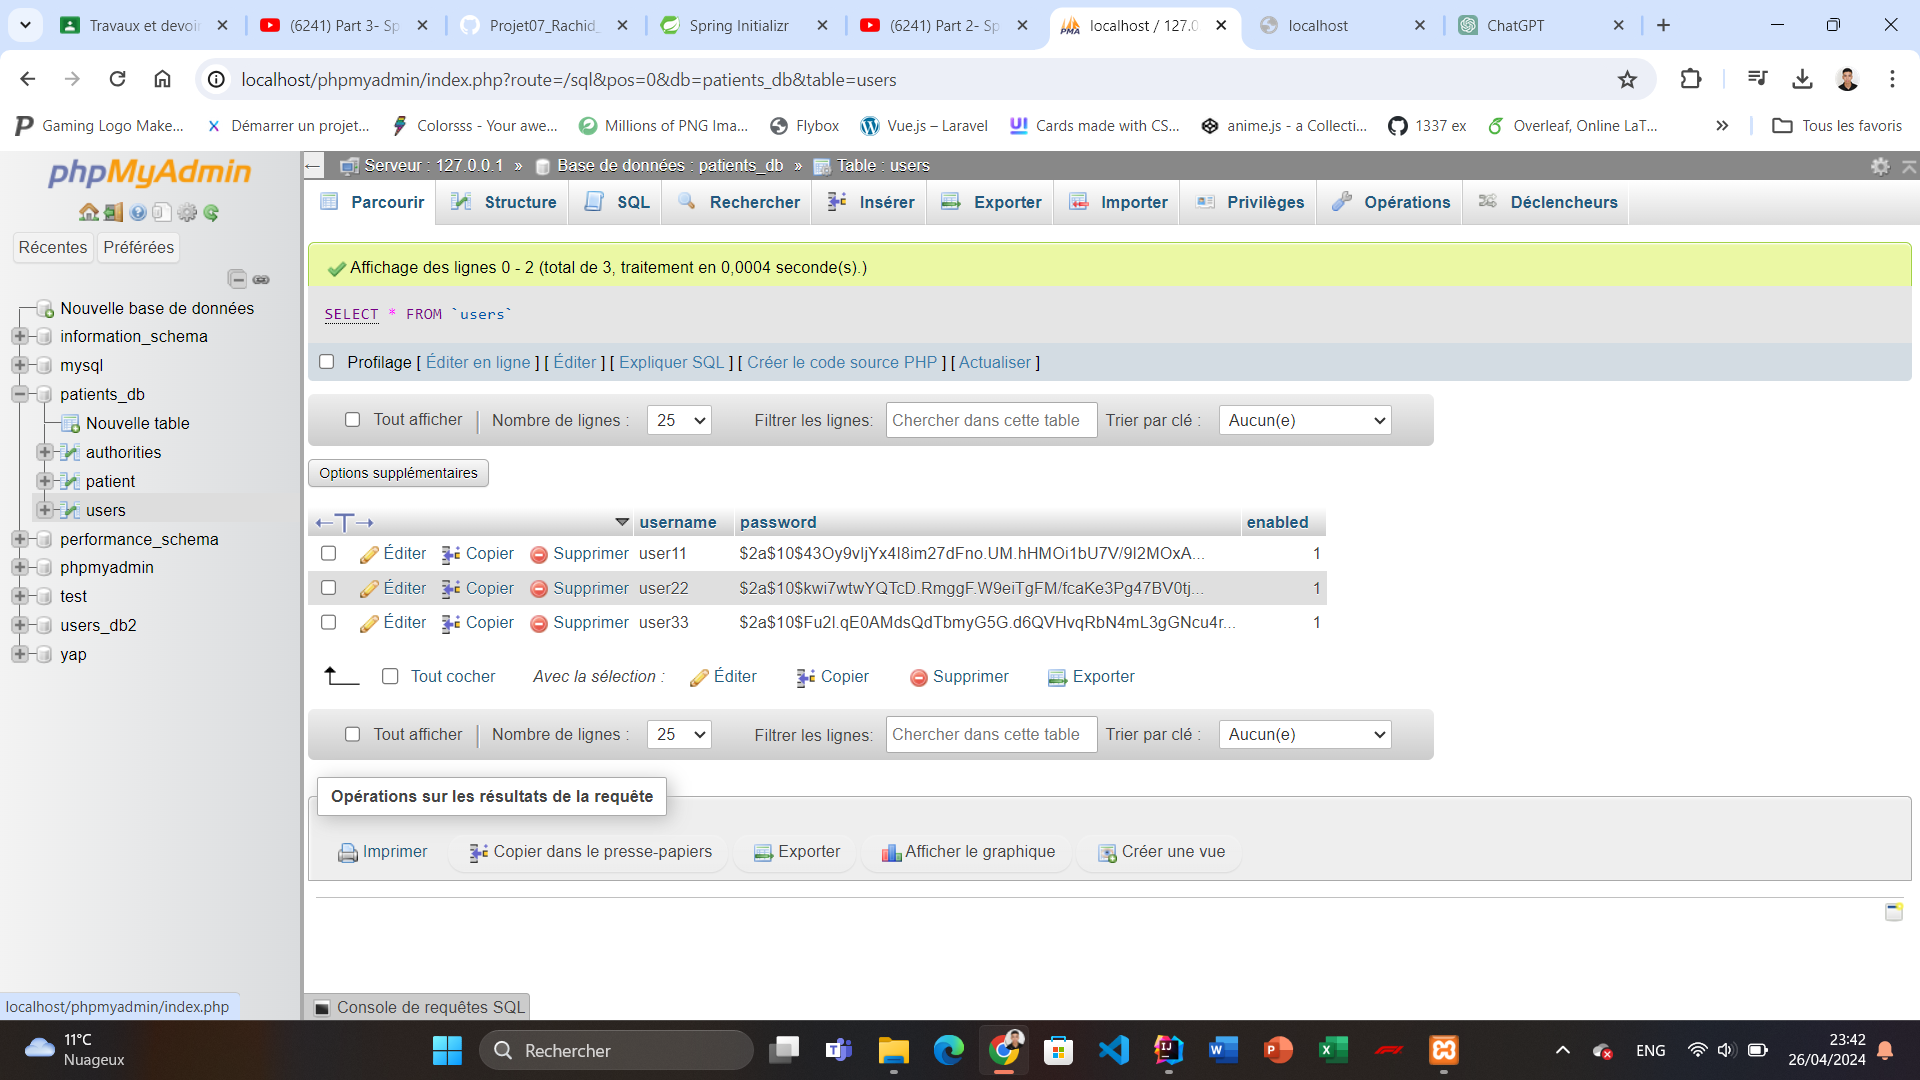 Travaux et devoir
(6241) Part 3- Sp
Projet07_Rachid_
Spring Initializr
(6241) Part 2- Sp
localhost / 127.0
localhost
ChatGPT
localhost/phpmyadmin/index.php?route=/sql&pos=0&db=patients_db&table=users
Gaming Logo Make...
Démarrer un projet...
Colorsss - Your awe...
Millions of PNG Ima...
Flybox
Vue.js – Laravel
Cards made with CS...
anime.js - a Collecti...
1337 ex
Overleaf, Online LaT...
Tous les favoris
phpMyAdmin
Récentes Préférées
Nouvelle base de données
information_schema
mysql
patients_db
Nouvelle table
authorities
patient
users
performance_schema
phpmyadmin
test
users_db2
yap
localhost/phpmyadmin/index.php
Serveur : 127.0.0.1 » Base de données : patients_db » Table : users
Parcourir Structure SQL Rechercher Insérer Exporter Importer Privilèges Opérations Déclencheurs
Affichage des lignes 0 - 2 (total de 3, traitement en 0,0004 seconde(s).)
SELECT * FROM `users`
Profilage [ Éditer en ligne ] [ Éditer ] [ Expliquer SQL ] [ Créer le code source PHP ] [ Actualiser ]
Tout afficher Nombre de lignes : 25 Filtrer les lignes: Chercher dans cette table Trier par clé : Aucun(e)
Options supplémentaires
username password enabled
Éditer Copier Supprimer user11 $2a$10$43Oy9vljYx4I8im27dFno.UM.hHMOi1bU7V/9I2MOxA... 1
Éditer Copier Supprimer user22 $2a$10$kwi7wtwYQTcD.RmggF.W9eiTgFM/fcaKe3Pg47BV0tj... 1
Éditer Copier Supprimer user33 $2a$10$Fu2I.qE0AMdsQdTbmyG5G.d6QVHvqRbN4mL3gGNcu4r... 1
Tout cocher Avec la sélection : Éditer Copier Supprimer Exporter
Tout afficher Nombre de lignes : 25 Filtrer les lignes: Chercher dans cette table Trier par clé : Aucun(e)
Opérations sur les résultats de la requête
Imprimer Copier dans le presse-papiers Exporter Afficher le graphique Créer une vue
Console de requêtes SQL
11°C
Nuageux
Rechercher
ENG
23:42
26/04/2024